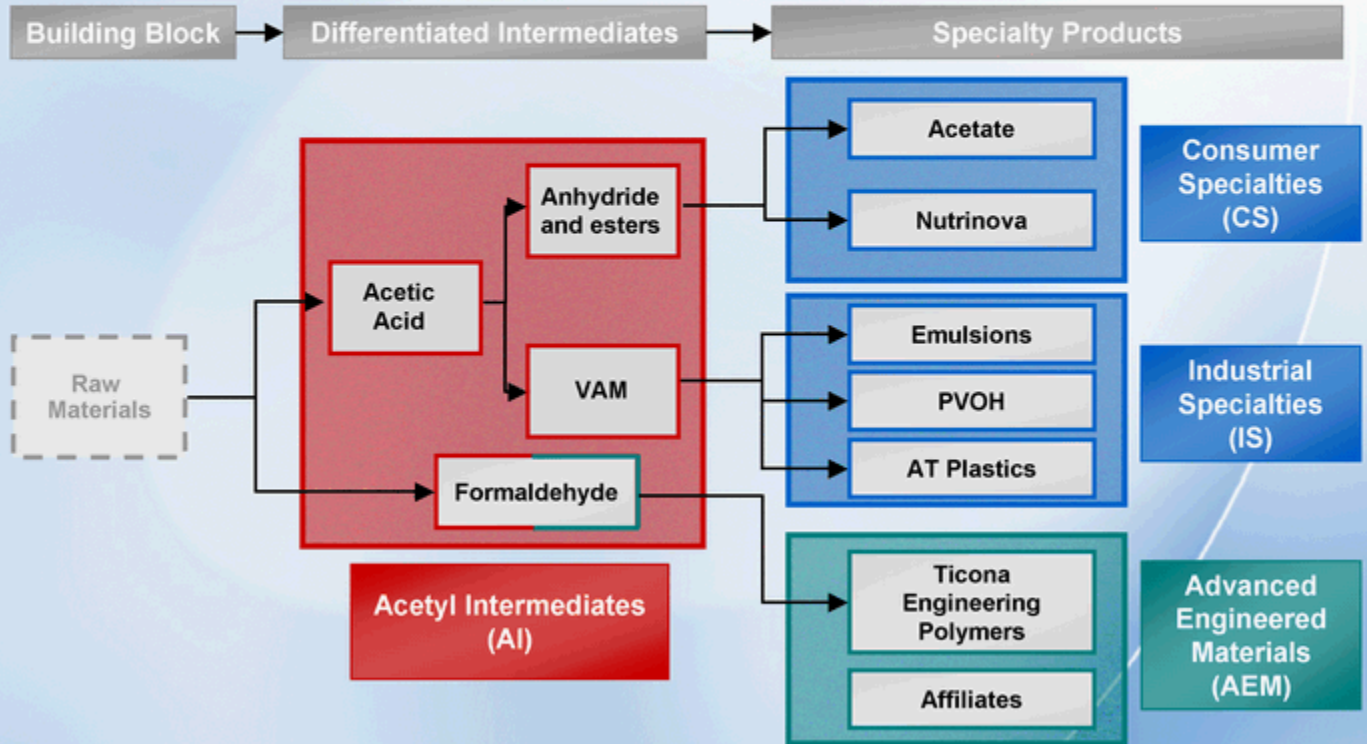 Building Block
Differentiated Intermediates
Specialty Products
Raw
Materials
Acetic
Acid
Anhydride
and esters
VAM
Formaldehyde
Acetyl Intermediates
(AI)
Acetate
Nutrinova
Consumer
Specialties
(CS)
Emulsions
PVOH
AT Plastics
Industrial
Specialties
(IS)
Ticona
Engineering
Polymers
Affiliates
Advanced
Engineered
Materials
(AEM)